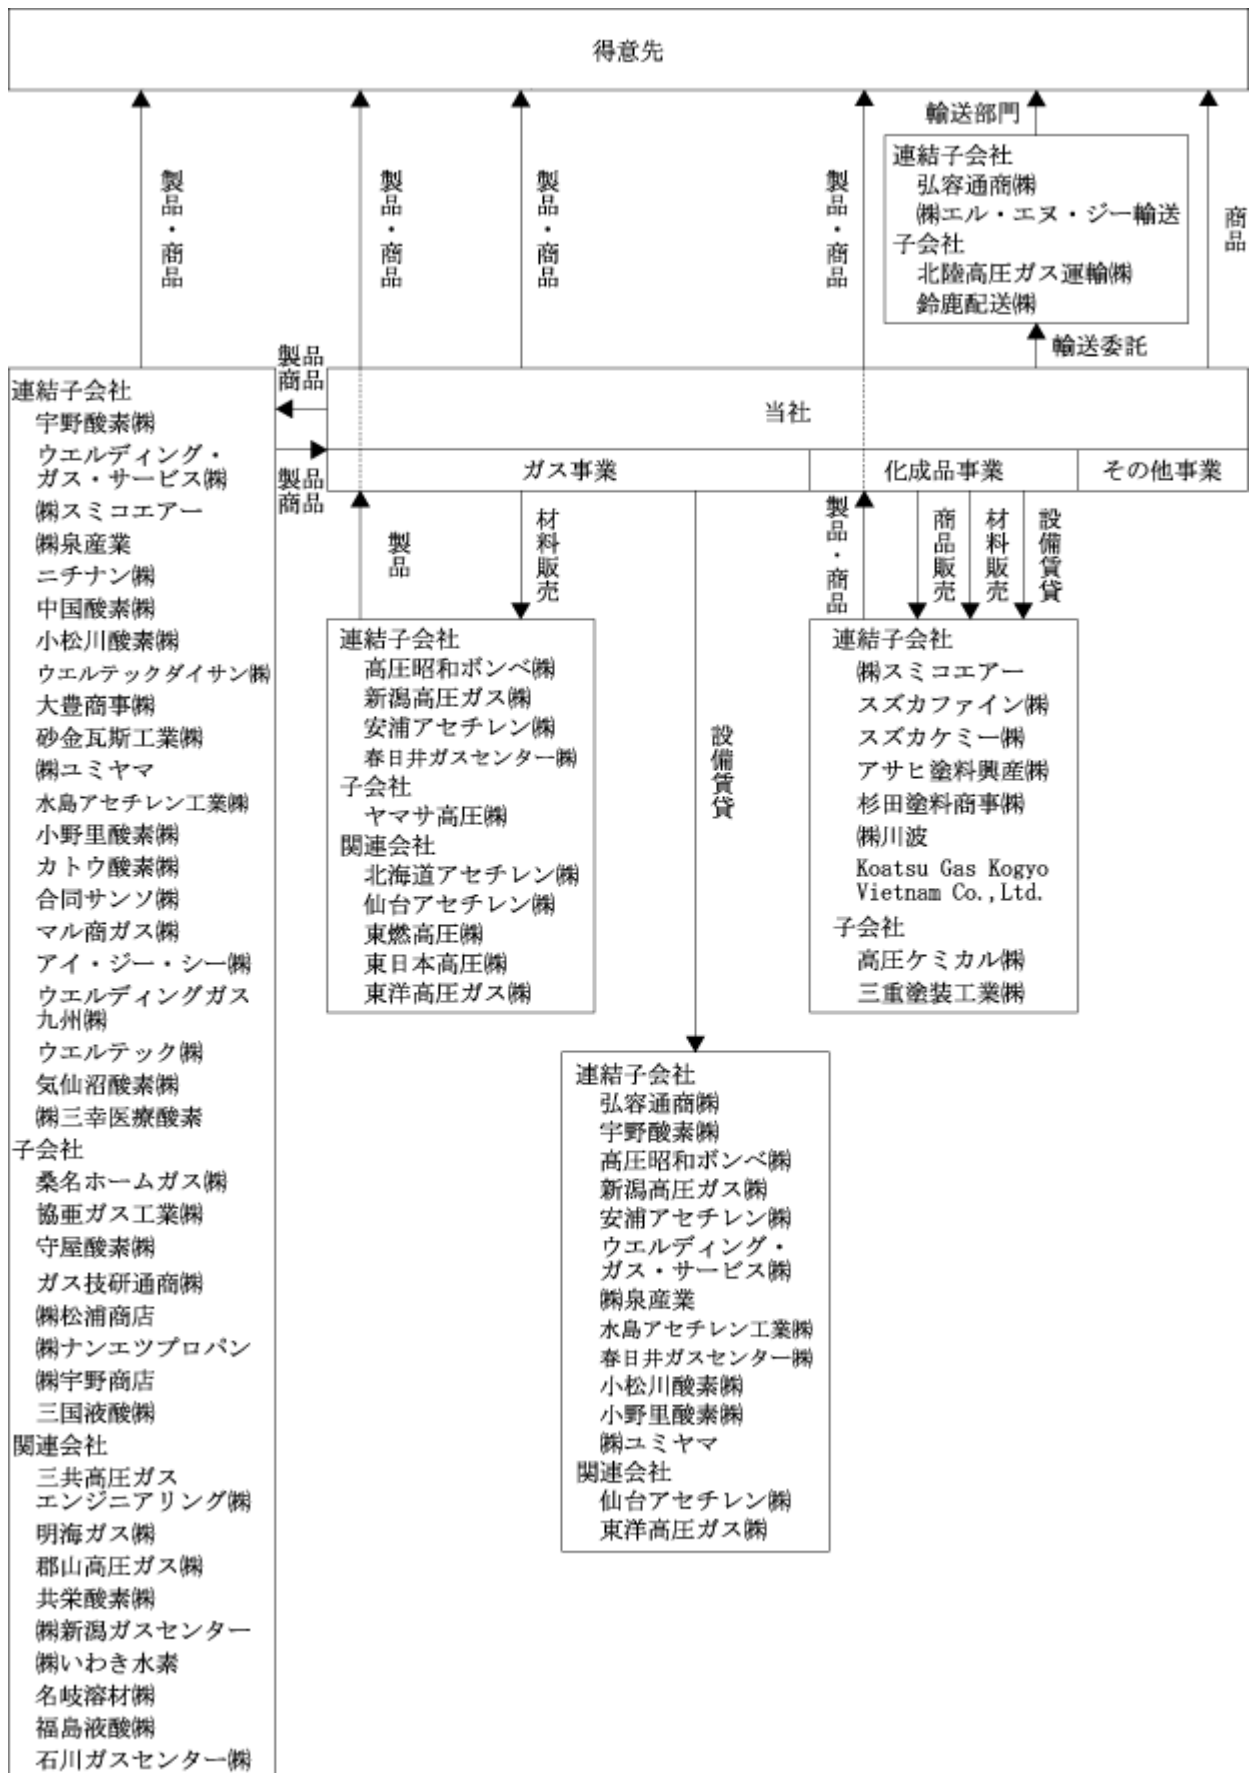 得意先
製品・商品
製品・商品
製品・商品
製品・商品
輸送部門
連結子会社
弘容通商㈱
㈱エル・エヌ・ジー輸送
子会社
北陸高圧ガス運輸㈱
鈴鹿配送㈱
輸送委託
商品
製品
商品
製品
商品
当社
ガス事業
化成品事業
その他事業
連結子会社
宇野酸素㈱
ウエルディング・
ガス・サービス㈱
㈱スミコエアー
㈱泉産業
ニチナン㈱
中国酸素㈱
小松川酸素㈱
ウエルテックダイサン㈱
大豊商事㈱
砂金瓦斯工業㈱
㈱ユミヤマ
水島アセチレン工業㈱
小野里酸素㈱
カトウ酸素㈱
合同サンソ㈱
マル商ガス㈱
アイ・ジー・シー㈱
ウエルディングガス
九州㈱
ウエルテック㈱
気仙沼酸素㈱
㈱三幸医療酸素
子会社
桑名ホームガス㈱
協亜ガス工業㈱
守屋酸素㈱
ガス技研通商㈱
㈱松浦商店
㈱ナンエツプロパン
㈱宇野商店
三国液酸㈱
関連会社
三共高圧ガス
エンジニアリング㈱
明海ガス㈱
郡山高圧ガス㈱
共栄酸素㈱
㈱新潟ガスセンター
㈱いわき水素
名岐溶材㈱
福島液酸㈱
石川ガスセンター㈱
製品
材料販売
連結子会社
高圧昭和ボンベ㈱
新潟高圧ガス㈱
安浦アセチレン㈱
春日井ガスセンター㈱
子会社
ヤマサ高圧㈱
関連会社
北海道アセチレン㈱
仙台アセチレン㈱
東燃高圧㈱
東日本高圧㈱
東洋高圧ガス㈱
設備賃貸
連結子会社
弘容通商㈱
宇野酸素㈱
高圧昭和ボンベ㈱
新潟高圧ガス㈱
安浦アセチレン㈱
ウエルディング・
ガス・サービス㈱
㈱泉産業
水島アセチレン工業㈱
春日井ガスセンター㈱
小松川酸素㈱
小野里酸素㈱
㈱ユミヤマ
関連会社
仙台アセチレン㈱
東洋高圧ガス㈱
製品・商品
商品販売
材料販売
設備賃貸
連結子会社
㈱スミコエアー
スズカファイン㈱
スズカケミー㈱
アサヒ塗料興産㈱
杉田塗料商事㈱
㈱川波
Koatsu Gas Kogyo
Vietnam Co.,Ltd.
子会社
高圧ケミカル㈱
三重塗装工業㈱